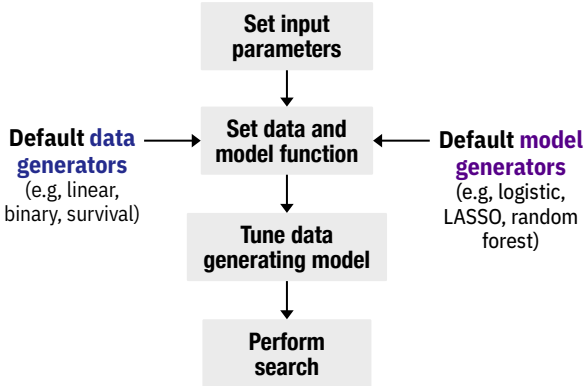 Set input
parameters
Default data
generators
(e.g, linear,
binary, survival)
Set data and
model function
Default model
generators
(e.g, logistic,
LASSO, random
forest)
Tune data
generating model
Perform
search